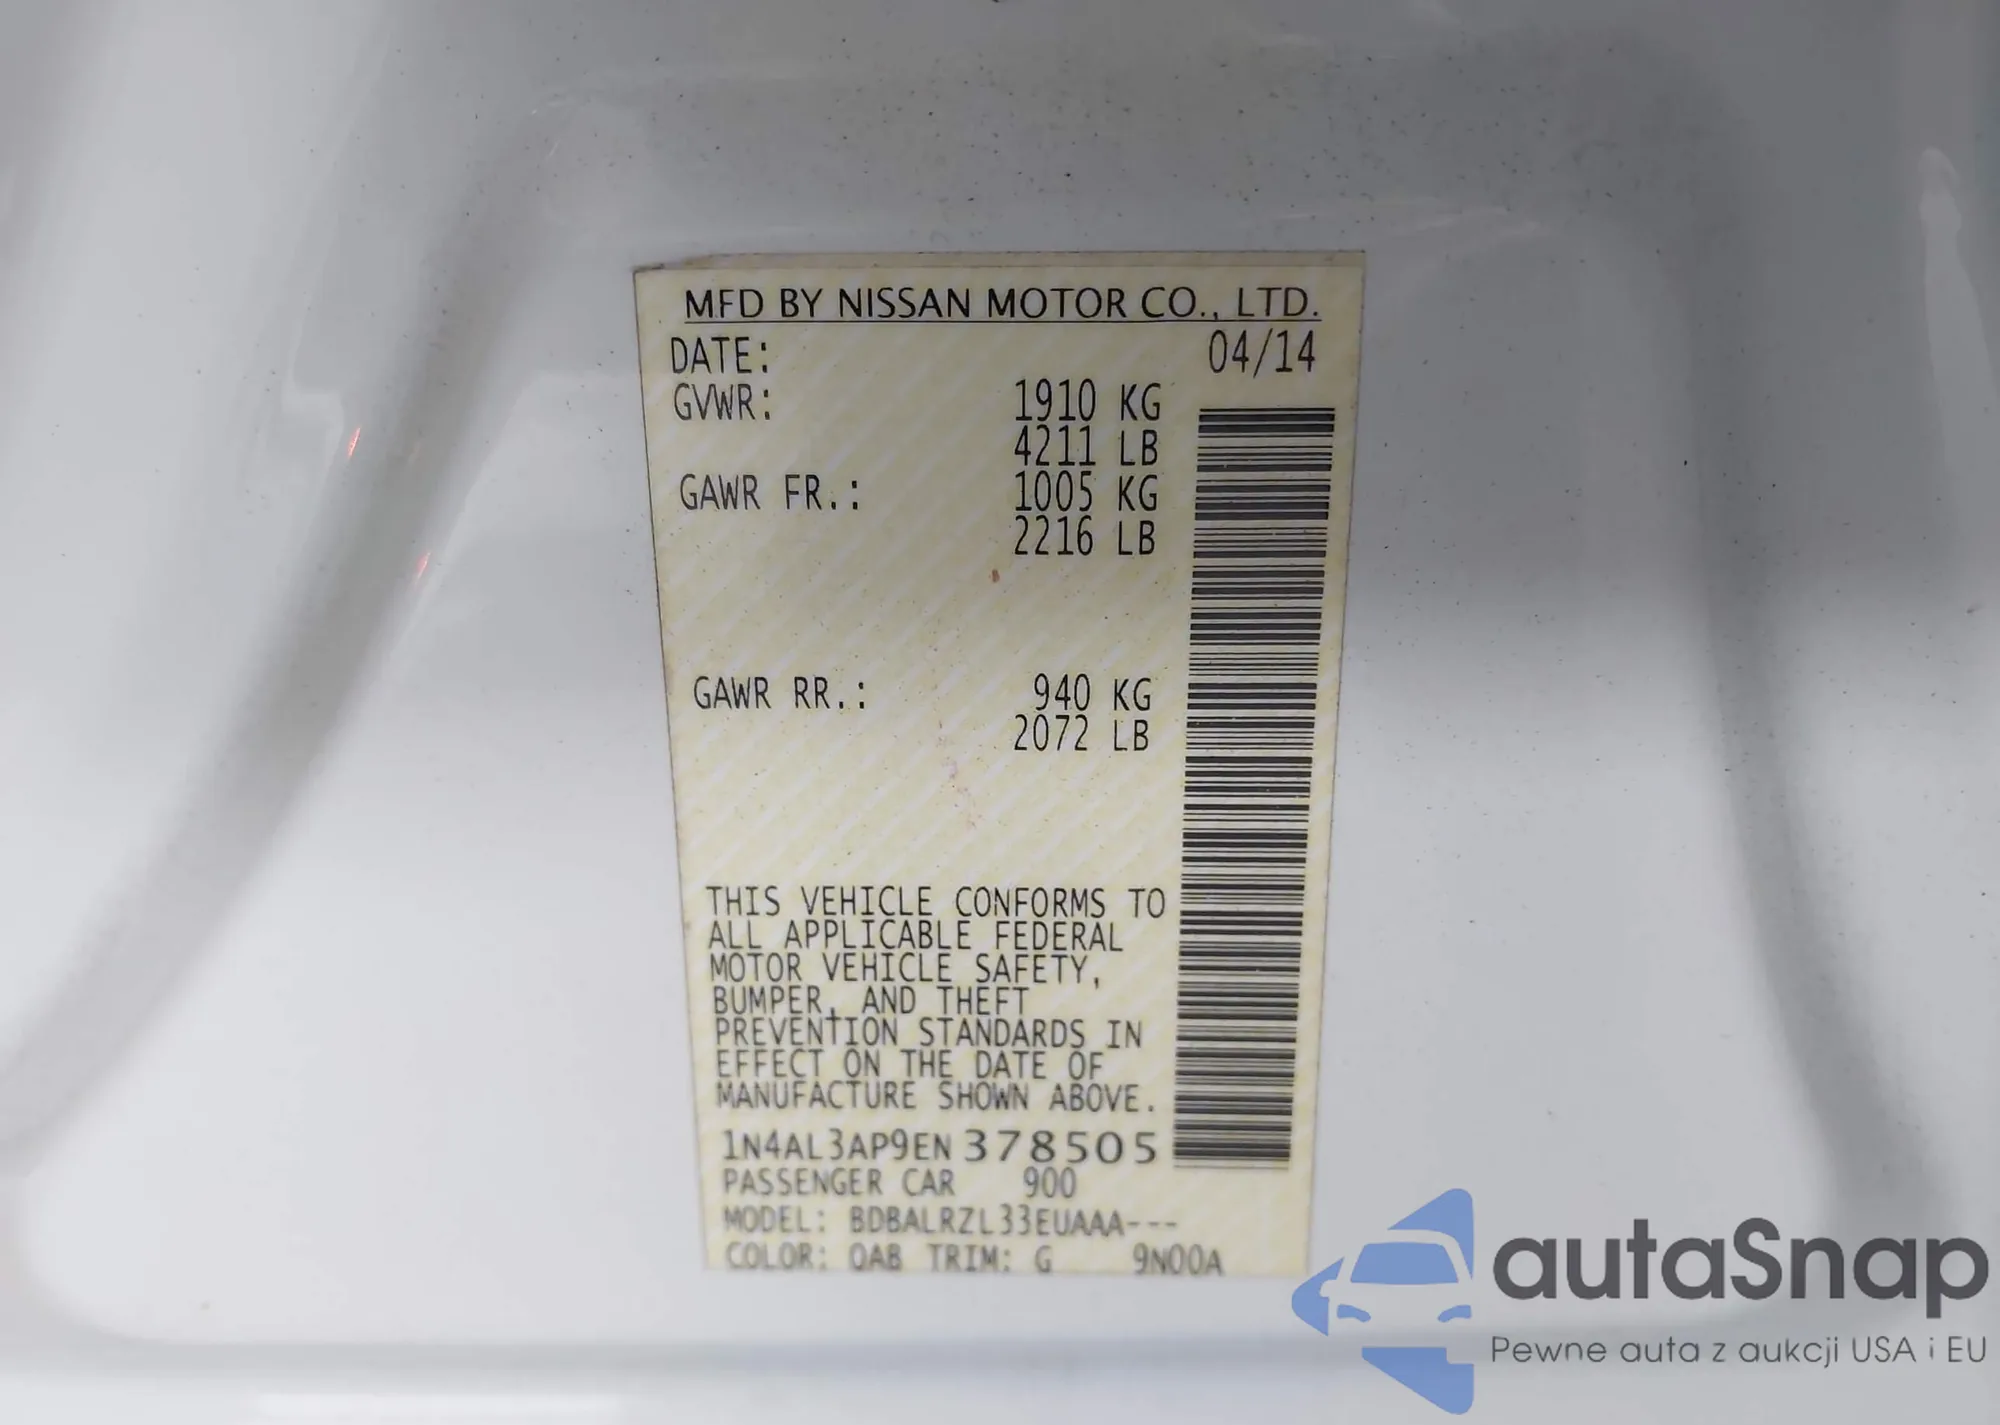 MFD BY NISSAN MOTOR CO., LTD.
DATE: 04/14
GVWR: 1910 KG
4211 LB
GAWR FR.: 1005 KG
2216 LB
GAWR RR.: 940 KG
2072 LB
THIS VEHICLE CONFORMS TO
ALL APPLICABLE FEDERAL
MOTOR VEHICLE SAFETY,
BUMPER, AND THEFT
PREVENTION STANDARDS IN
EFFECT ON THE DATE OF
MANUFACTURE SHOWN ABOVE.
1N4AL3AP9EN378505
PASSENGER CAR 900
MODEL: BDBALRZL33EUAAA---
COLOR: QAB TRIM: G 9N00A
autaSnap
Pewne auta z aukcji USA i EU